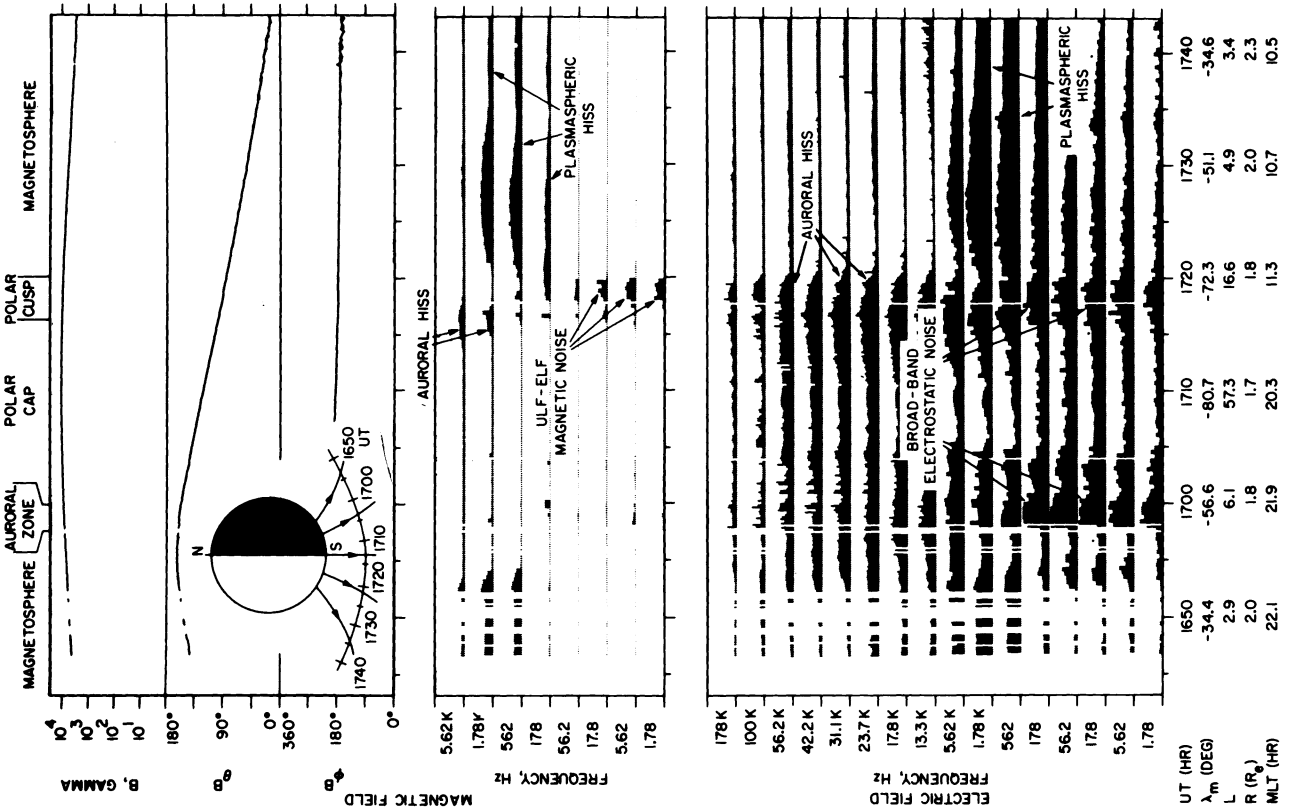 MAGNETOSPHERE
AURORAL
ZONE
POLAR
CAP
POLAR
CUSP
MAGNETOSPHERE
10⁴
10³
10²
10¹
B, GAMMA
180°
90°
0°
θB
360°
180°
0°
φB
N
S
1650
UT
1700
1710
1720
1730
1740
MAGNETIC FIELD
FREQUENCY, Hz
5.62K
1.78K
562
178
56.2
17.8
5.62
1.78
AURORAL HISS
PLASMASPHERIC
HISS
ULF-ELF
MAGNETIC NOISE
ELECTRIC FIELD
FREQUENCY, Hz
178K
100K
56.2K
42.2K
31.1K
23.7K
17.8K
13.3K
5.62K
1.78K
562
178
56.2
17.8
5.62
1.78
AURORAL HISS
BROAD-BAND
ELECTROSTATIC NOISE
PLASMASPHERIC
HISS
UT (HR) 1650 1700 1710 1720 1730 1740
λm (DEG) -34.4 -56.6 -80.7 -72.3 -51.1 -34.6
L 2.9 6.1 57.3 16.6 4.9 3.4
R (Re) 2.0 1.8 1.7 1.8 2.0 2.3
MLT (HR) 22.1 21.9 20.3 11.3 10.7 10.5